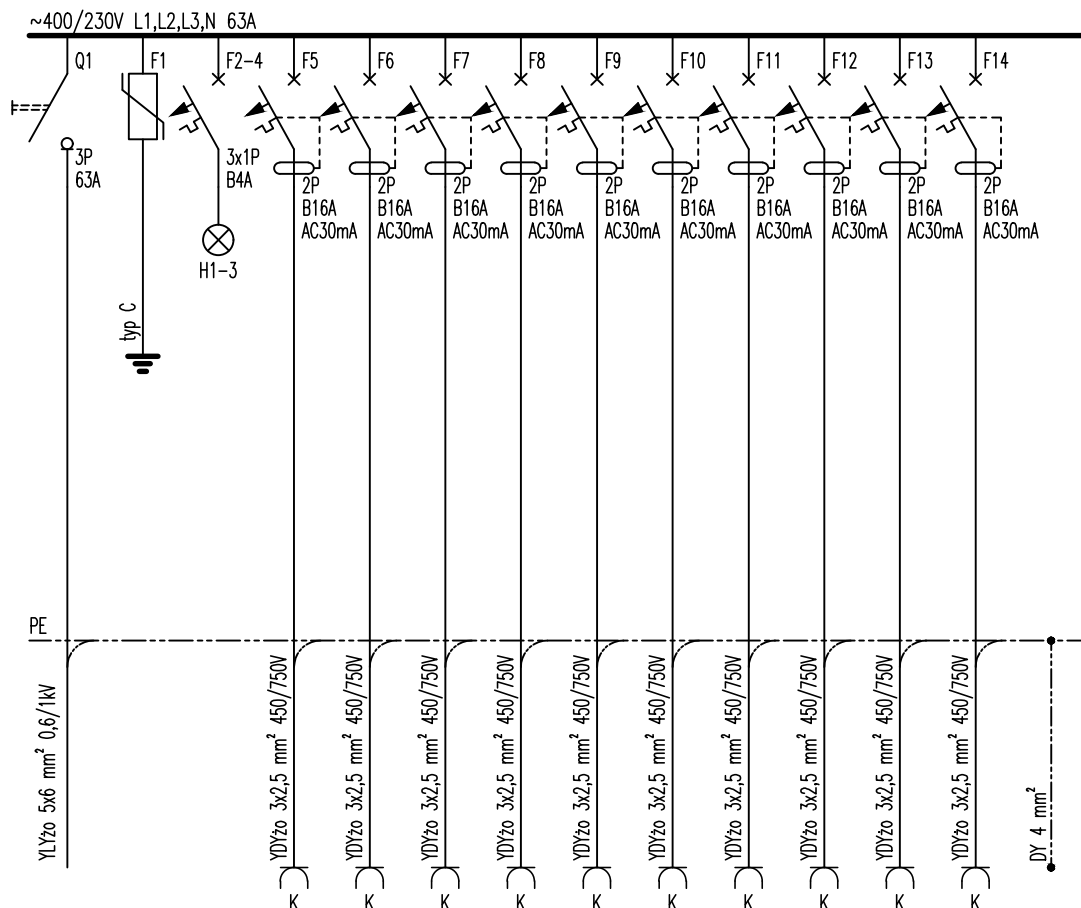 ~400/230V L1,L2,L3,N 63A
Q1 F1 F2-4 F5 F6 F7 F8 F9 F10 F11 F12 F13 F14
3P
63A
3x1P
B4A
H1-3
typ C
2P 2P 2P 2P 2P 2P 2P 2P 2P 2P
B16A B16A B16A B16A B16A B16A B16A B16A B16A B16A
AC30mA AC30mA AC30mA AC30mA AC30mA AC30mA AC30mA AC30mA AC30mA AC30mA
PE
YLYżo 5x6 mm² 0,6/1kV
YDYżo 3x2,5 mm² 450/750V
YDYżo 3x2,5 mm² 450/750V
YDYżo 3x2,5 mm² 450/750V
YDYżo 3x2,5 mm² 450/750V
YDYżo 3x2,5 mm² 450/750V
YDYżo 3x2,5 mm² 450/750V
YDYżo 3x2,5 mm² 450/750V
YDYżo 3x2,5 mm² 450/750V
YDYżo 3x2,5 mm² 450/750V
YDYżo 3x2,5 mm² 450/750V
DY 4 mm²
K K K K K K K K K K